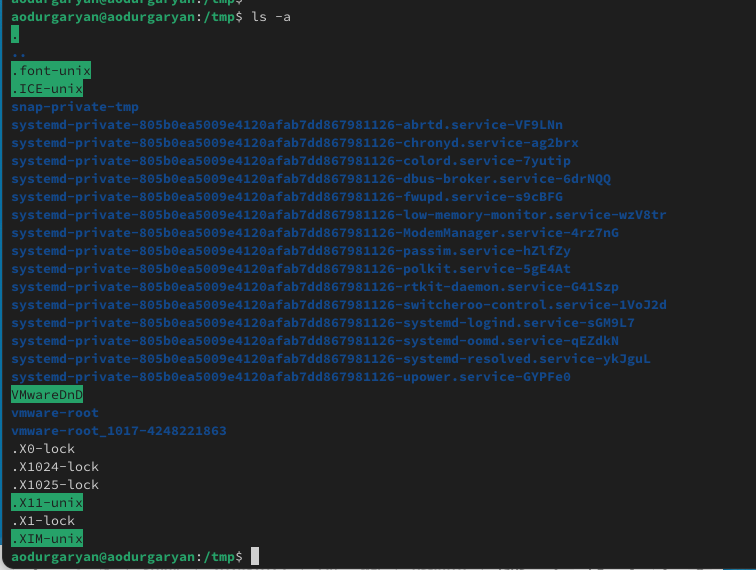 aodurgaryan@aodurgaryan:/tmp$
aodurgaryan@aodurgaryan:/tmp$ ls -a
.
..
.font-unix
.ICE-unix
snap-private-tmp
systemd-private-805b0ea5009e4120afab7dd867981126-abrtd.service-VF9LNn
systemd-private-805b0ea5009e4120afab7dd867981126-chronyd.service-ag2brx
systemd-private-805b0ea5009e4120afab7dd867981126-colord.service-7yutip
systemd-private-805b0ea5009e4120afab7dd867981126-dbus-broker.service-6drNQQ
systemd-private-805b0ea5009e4120afab7dd867981126-fwupd.service-s9cBFG
systemd-private-805b0ea5009e4120afab7dd867981126-low-memory-monitor.service-wzV8tr
systemd-private-805b0ea5009e4120afab7dd867981126-ModemManager.service-4rz7nG
systemd-private-805b0ea5009e4120afab7dd867981126-passim.service-hZlfZy
systemd-private-805b0ea5009e4120afab7dd867981126-polkit.service-5gE4At
systemd-private-805b0ea5009e4120afab7dd867981126-rtkit-daemon.service-G41Szp
systemd-private-805b0ea5009e4120afab7dd867981126-switcheroo-control.service-1VoJ2d
systemd-private-805b0ea5009e4120afab7dd867981126-systemd-logind.service-sGM9L7
systemd-private-805b0ea5009e4120afab7dd867981126-systemd-oomd.service-qEZdkN
systemd-private-805b0ea5009e4120afab7dd867981126-systemd-resolved.service-ykJguL
systemd-private-805b0ea5009e4120afab7dd867981126-upower.service-GYPFe0
VMwareDnD
vmware-root
vmware-root_1017-4248221863
.X0-lock
.X1024-lock
.X1025-lock
.X11-unix
.X1-lock
.XIM-unix
aodurgaryan@aodurgaryan:/tmp$